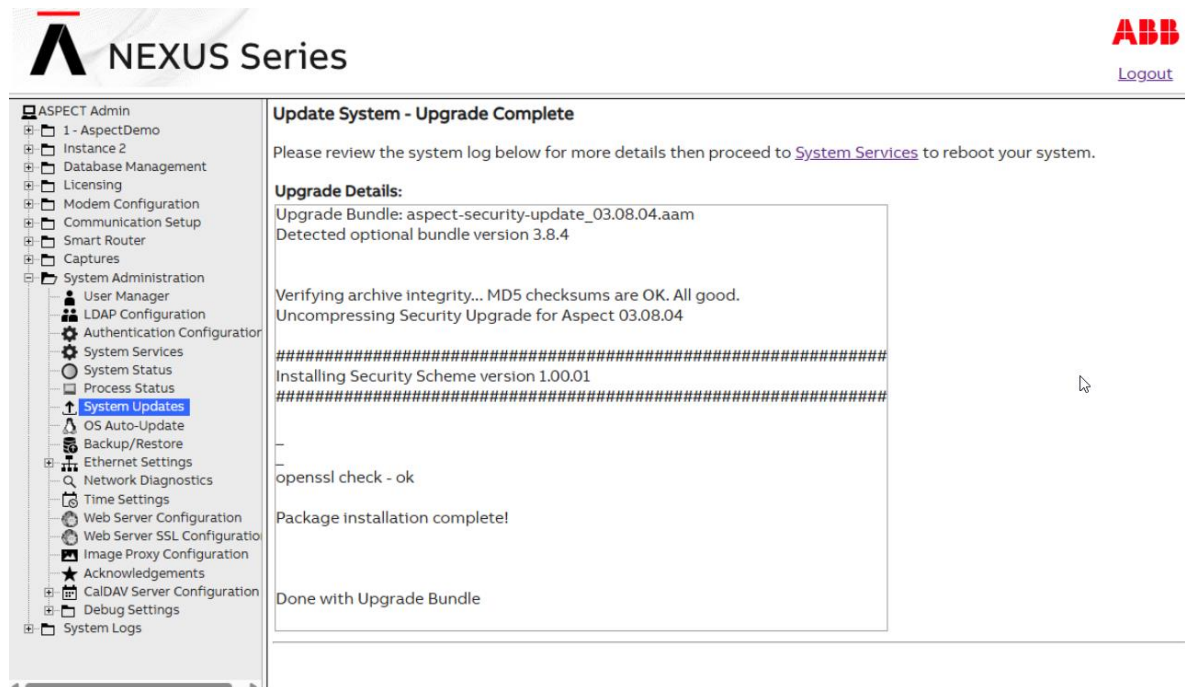 NEXUS Series
ABB
Logout
ASPECT Admin
1 - AspectDemo
Instance 2
Database Management
Licensing
Modem Configuration
Communication Setup
Smart Router
Captures
System Administration
User Manager
LDAP Configuration
Authentication Configuration
System Services
System Status
Process Status
System Updates
OS Auto-Update
Backup/Restore
Ethernet Settings
Network Diagnostics
Time Settings
Web Server Configuration
Web Server SSL Configuratio
Image Proxy Configuration
Acknowledgements
CalDAV Server Configuration
Debug Settings
System Logs
Update System - Upgrade Complete
Please review the system log below for more details then proceed to System Services to reboot your system.
Upgrade Details:
Upgrade Bundle: aspect-security-update_03.08.04.aam
Detected optional bundle version 3.8.4
Verifying archive integrity... MD5 checksums are OK. All good.
Uncompressing Security Upgrade for Aspect 03.08.04
################################################################
Installing Security Scheme version 1.00.01
################################################################
_
_
openssl check - ok
Package installation complete!
Done with Upgrade Bundle